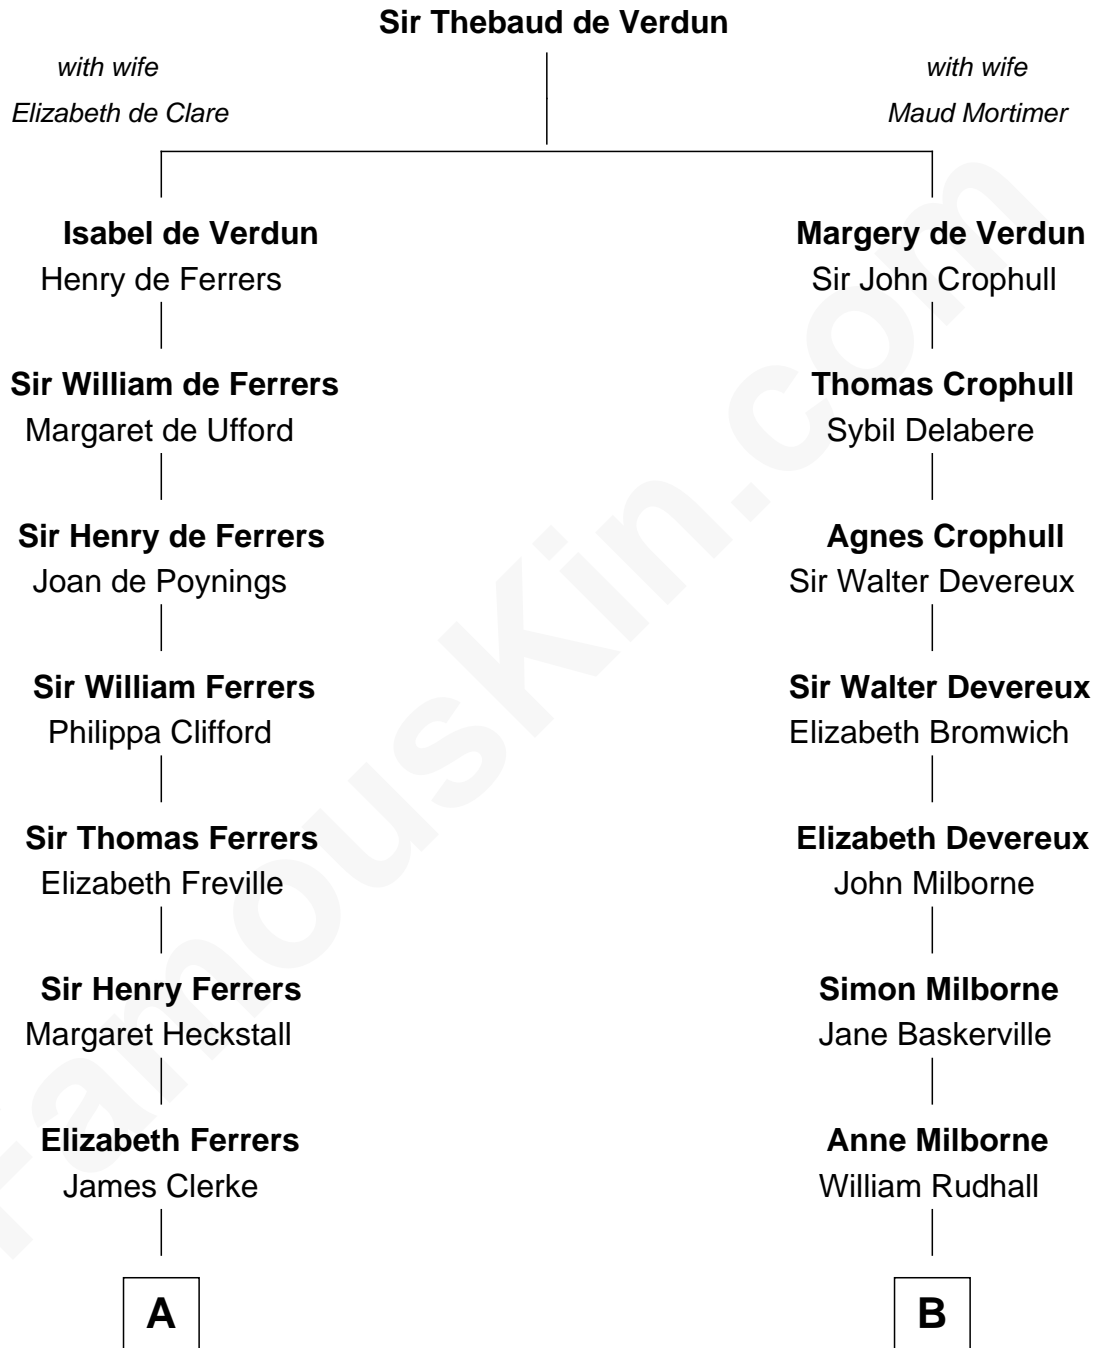 Sir Thebaud de Verdun
with wife
Elizabeth de Clare
with wife
Maud Mortimer
Isabel de Verdun
Henry de Ferrers
Margery de Verdun
Sir John Crophull
Sir William de Ferrers
Margaret de Ufford
Thomas Crophull
Sybil Delabere
Sir Henry de Ferrers
Joan de Poynings
Agnes Crophull
Sir Walter Devereux
Sir William Ferrers
Philippa Clifford
Sir Walter Devereux
Elizabeth Bromwich
Sir Thomas Ferrers
Elizabeth Freville
Elizabeth Devereux
John Milborne
Sir Henry Ferrers
Margaret Heckstall
Simon Milborne
Jane Baskerville
Elizabeth Ferrers
James Clerke
Anne Milborne
William Rudhall
A
B
FamousKin.com